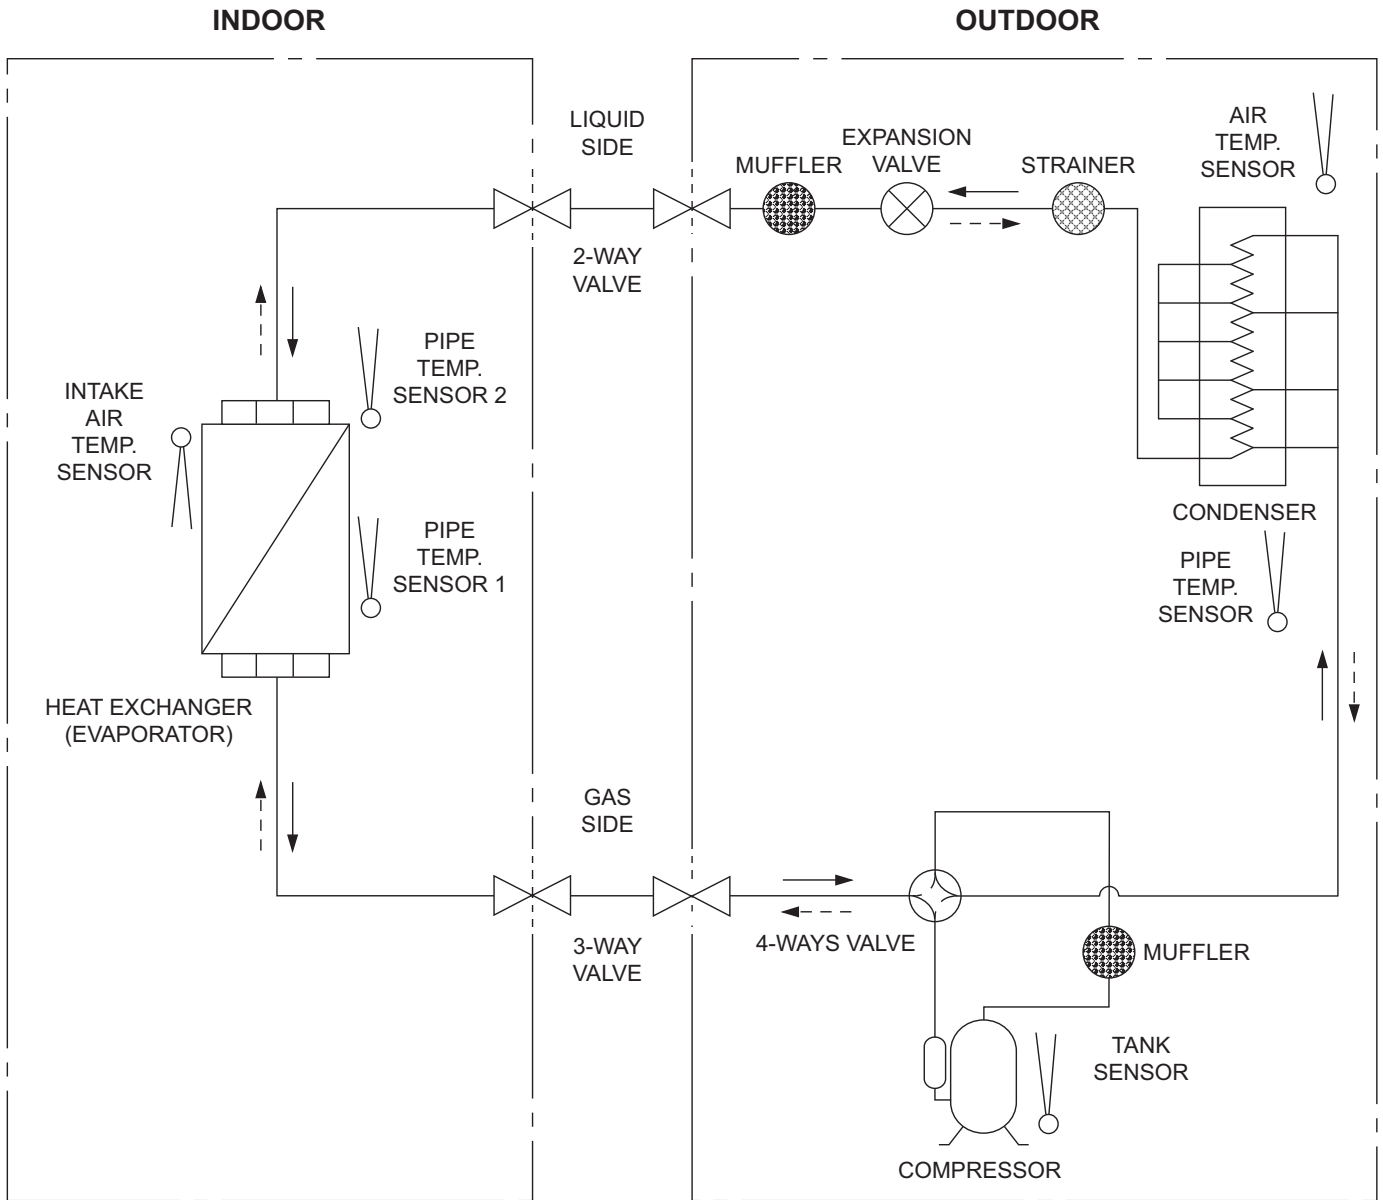 INDOOR
OUTDOOR
LIQUID
SIDE
MUFFLER
EXPANSION
VALVE
STRAINER
AIR
TEMP.
SENSOR
2-WAY
VALVE
INTAKE
AIR
TEMP.
SENSOR
PIPE
TEMP.
SENSOR 2
PIPE
TEMP.
SENSOR 1
CONDENSER
PIPE
TEMP.
SENSOR
HEAT EXCHANGER
(EVAPORATOR)
GAS
SIDE
3-WAY
VALVE
4-WAYS VALVE
MUFFLER
TANK
SENSOR
COMPRESSOR